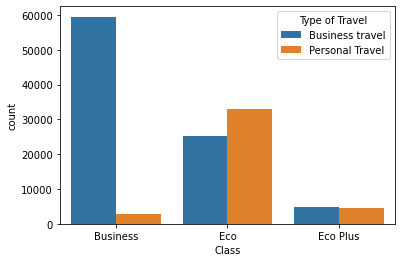 60000
50000
40000
30000
20000
10000
0
count
Type of Travel
Business travel
Personal Travel
Business
Eco
Eco Plus
Class